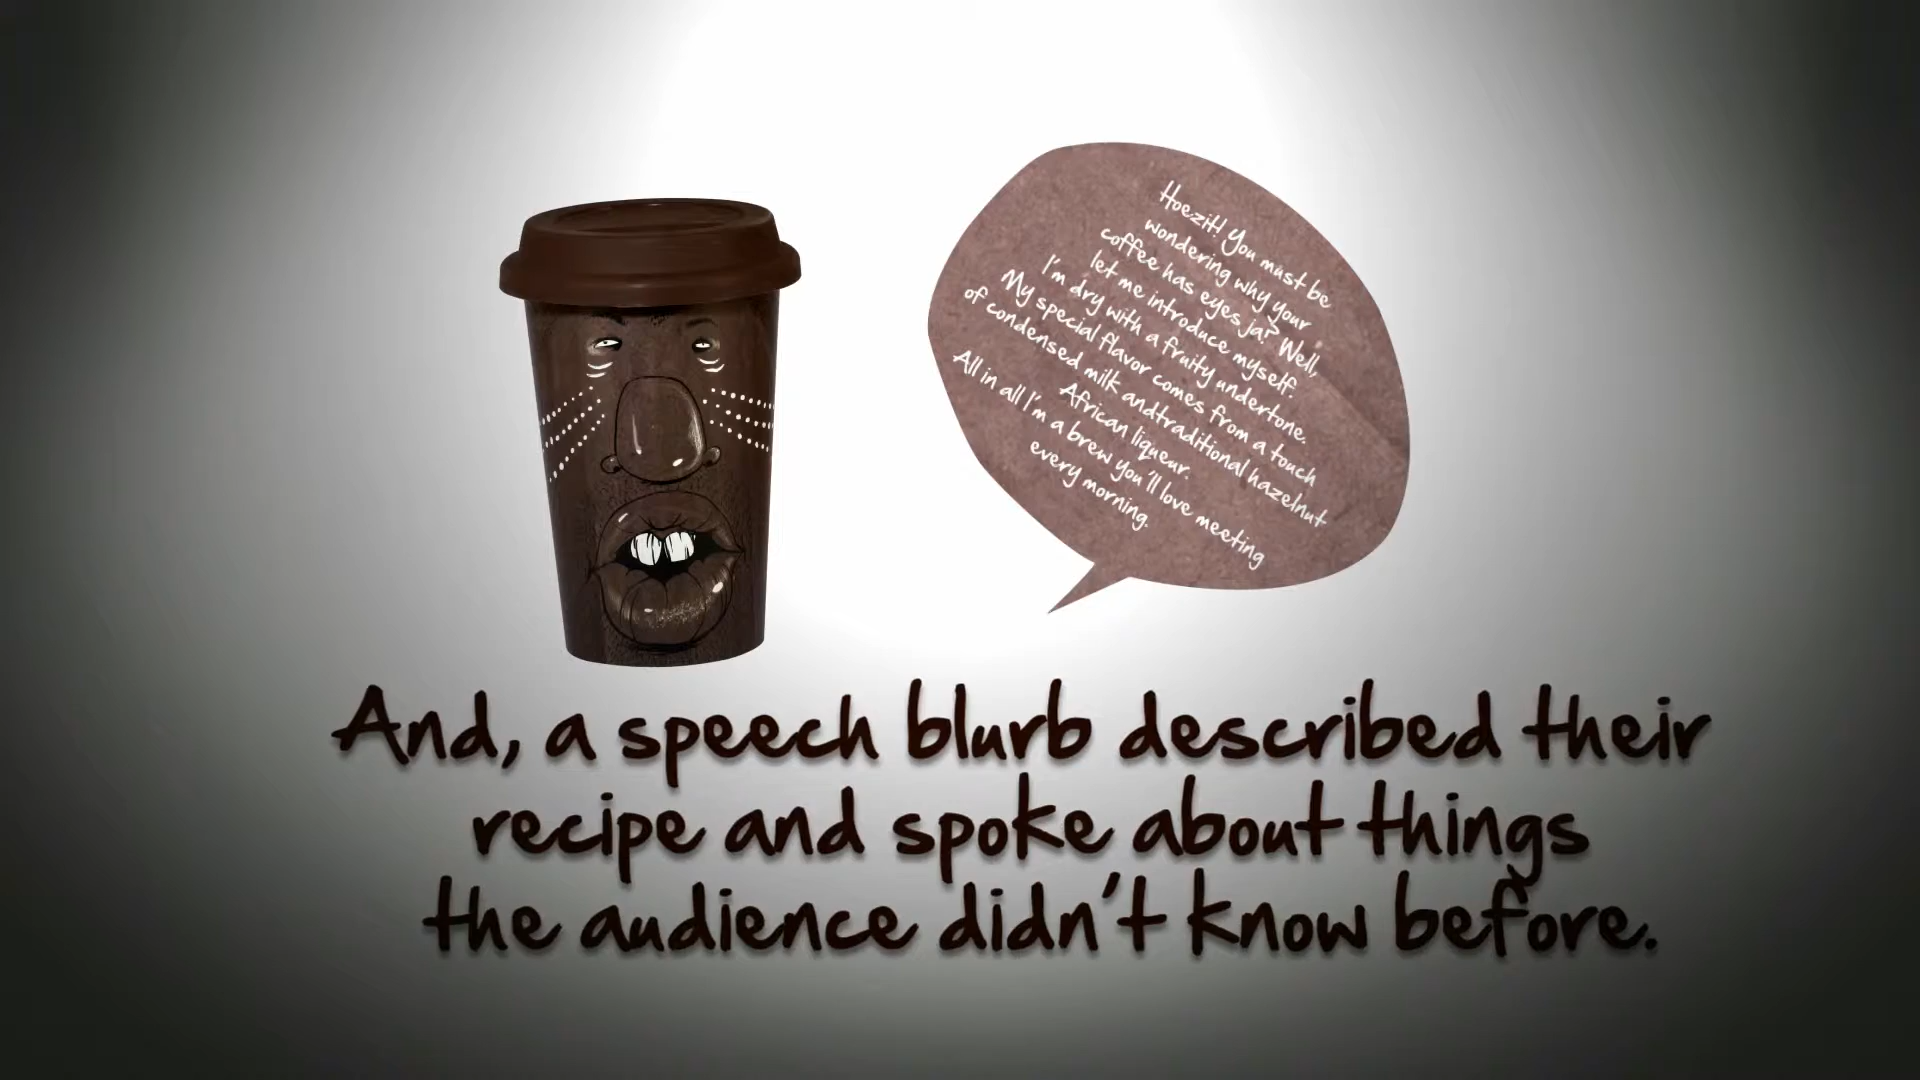 Hoezit! You must be
wondering why your
coffee has eyes ja? Well,
let me introduce myself.
I'm dry with a fruity undertone.
My special flavor comes from a touch
of condensed milk andtraditional hazelnut
African liqueur.
All in all I'm a brew you'll love meeting
every morning.
And, a speech blurb described their
recipe and spoke about things
the audience didn't know before.